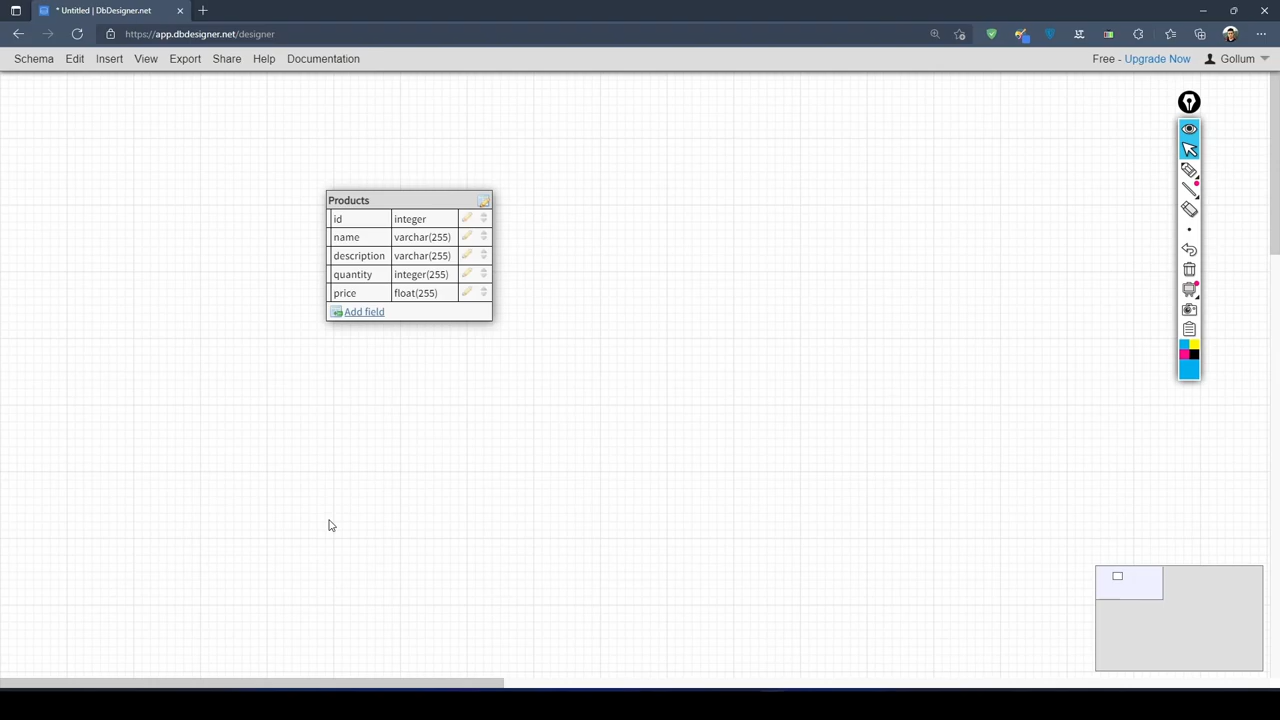 * Untitled | DbDesigner.net
https://app.dbdesigner.net/designer
Schema Edit Insert View Export Share Help Documentation Free - Upgrade Now Gollum
Products
id integer
name varchar(255)
description varchar(255)
quantity integer(255)
price float(255)
Add field